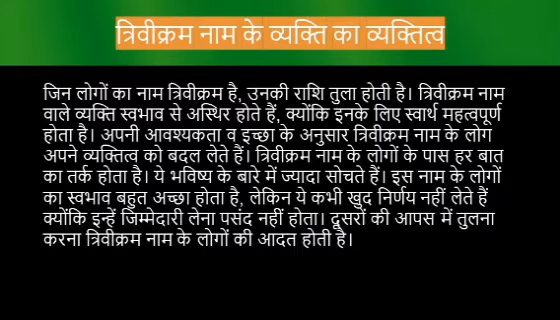 त्रिवीक्रम नाम के व्यक्ति का व्यक्तित्व
जिन लोगों का नाम त्रिवीक्रम है, उनकी राशि तुला होती है। त्रिवीक्रम नाम
वाले व्यक्ति स्वभाव से अस्थिर होते हैं, क्योंकि इनके लिए स्वार्थ महत्वपूर्ण
होता है। अपनी आवश्यकता व इच्छा के अनुसार त्रिवीक्रम नाम के लोग
अपने व्यक्तित्व को बदल लेते हैं। त्रिवीक्रम नाम के लोगों के पास हर बात
का तर्क होता है। ये भविष्य के बारे में ज्यादा सोचते हैं। इस नाम के लोगों
का स्वभाव बहुत अच्छा होता है, लेकिन ये कभी खुद निर्णय नहीं लेते हैं
क्योंकि इन्हें जिम्मेदारी लेना पसंद नहीं होता। दूसरों की आपस में तुलना
करना त्रिवीक्रम नाम के लोगों की आदत होती है।